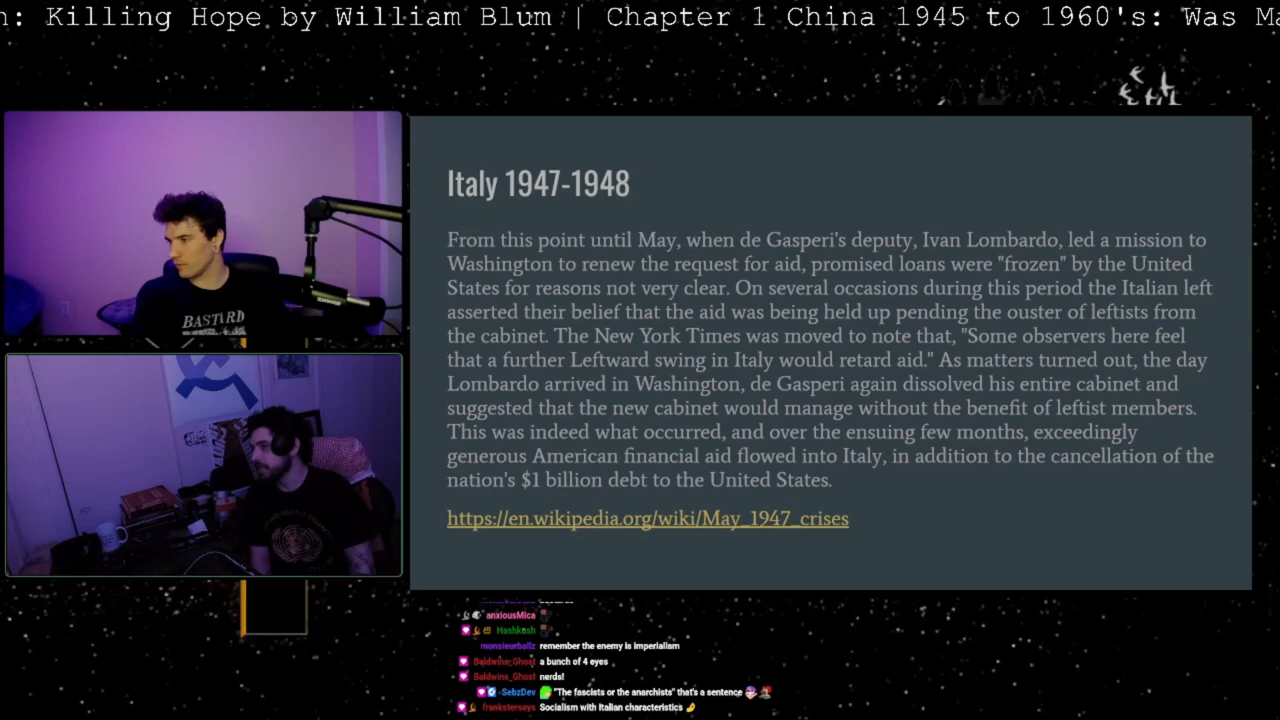 n: Killing Hope by William Blum | Chapter 1 China 1945 to 1960's: Was Ma
Italy 1947-1948
From this point until May, when de Gasperi's deputy, Ivan Lombardo, led a mission to
Washington to renew the request for aid, promised loans were "frozen" by the United
States for reasons not very clear. On several occasions during this period the Italian left
asserted their belief that the aid was being held up pending the ouster of leftists from
the cabinet. The New York Times was moved to note that, "Some observers here feel
that a further Leftward swing in Italy would retard aid." As matters turned out, the day
Lombardo arrived in Washington, de Gasperi again dissolved his entire cabinet and
suggested that the new cabinet would manage without the benefit of leftist members.
This was indeed what occurred, and over the ensuing few months, exceedingly
generous American financial aid flowed into Italy, in addition to the cancellation of the
nation's $1 billion debt to the United States.
https://en.wikipedia.org/wiki/May_1947_crises
BASTARD
anxiousMica
Hashkash
monsieurballz remember the enemy is imperialism
Baldwins_Ghost a bunch of 4 eyes
Baldwins_Ghost nerds!
-SebzDev "The fascists or the anarchists" that's a sentence
frankstersays Socialism with Italian characteristics